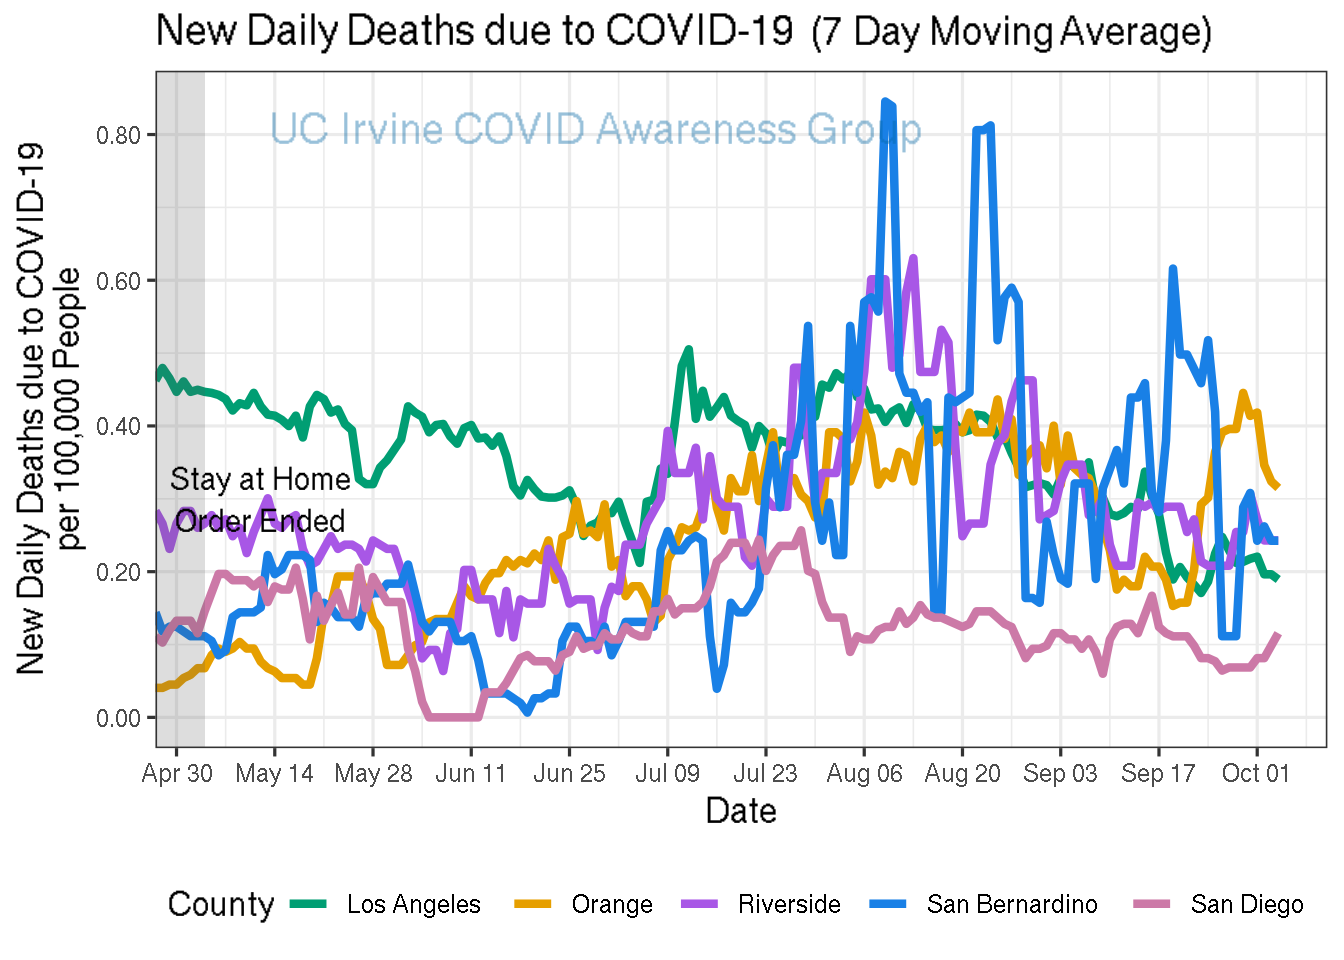 New Daily Deaths due to COVID-19 (7 Day Moving Average)
UC Irvine COVID Awareness Group
New Daily Deaths due to COVID-19
per 100,000 People
0.80
0.60
0.40
0.20
0.00
Stay at Home
Order Ended
Apr 30 May 14 May 28 Jun 11 Jun 25 Jul 09 Jul 23 Aug 06 Aug 20 Sep 03 Sep 17 Oct 01
Date
County Los Angeles Orange Riverside San Bernardino San Diego